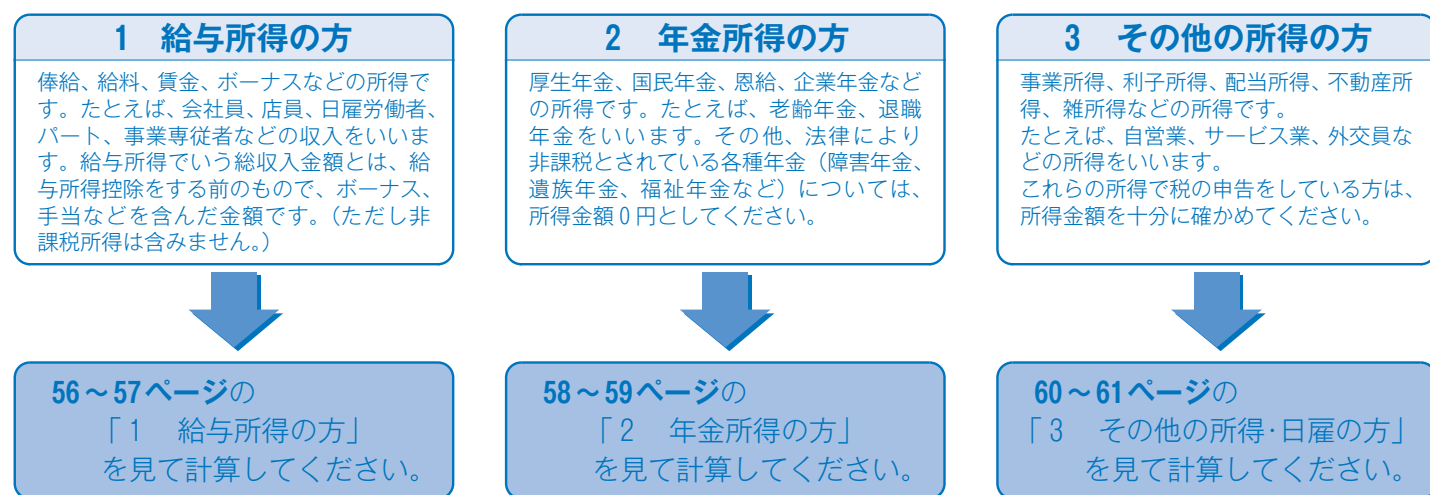 1　給与所得の方
俸給、給料、賃金、ボーナスなどの所得で
す。たとえば、会社員、店員、日雇労働者、
パート、事業専従者などの収入をいいま
す。給与所得でいう総収入金額とは、給
与所得控除をする前のもので、ボーナス、
手当などを含んだ金額です。（ただし非
課税所得は含みません。）
56～57ページの
「1　給与所得の方」
を見て計算してください。
2　年金所得の方
厚生年金、国民年金、恩給、企業年金など
の所得です。たとえば、老齢年金、退職
年金をいいます。その他、法律により
非課税とされている各種年金（障害年金、
遺族年金、福祉年金など）については、
所得金額0円としてください。
58～59ページの
「2　年金所得の方」
を見て計算してください。
3　その他の所得の方
事業所得、利子所得、配当所得、不動産所
得、雑所得などの所得です。
たとえば、自営業、サービス業、外交員な
どの所得をいいます。
これらの所得で税の申告をしている方は、
所得金額を十分に確かめてください。
60～61ページの
「3　その他の所得・日雇の方」
を見て計算してください。